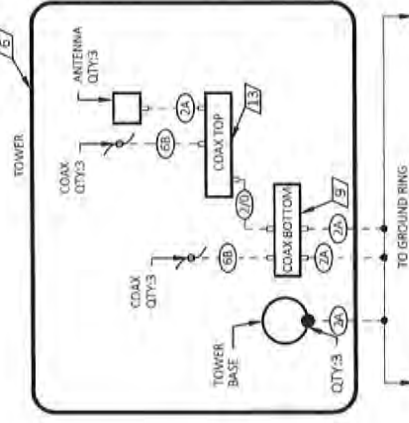 6
TOWER
ANTENNA
QTY:3
COAX
QTY:3
2A
6B
COAX TOP
13
2/0
COAX
QTY:3
6B
COAX BOTTOM
9
2A
2A
TOWER
BASE
QTY:3
2A
TO GROUND RING